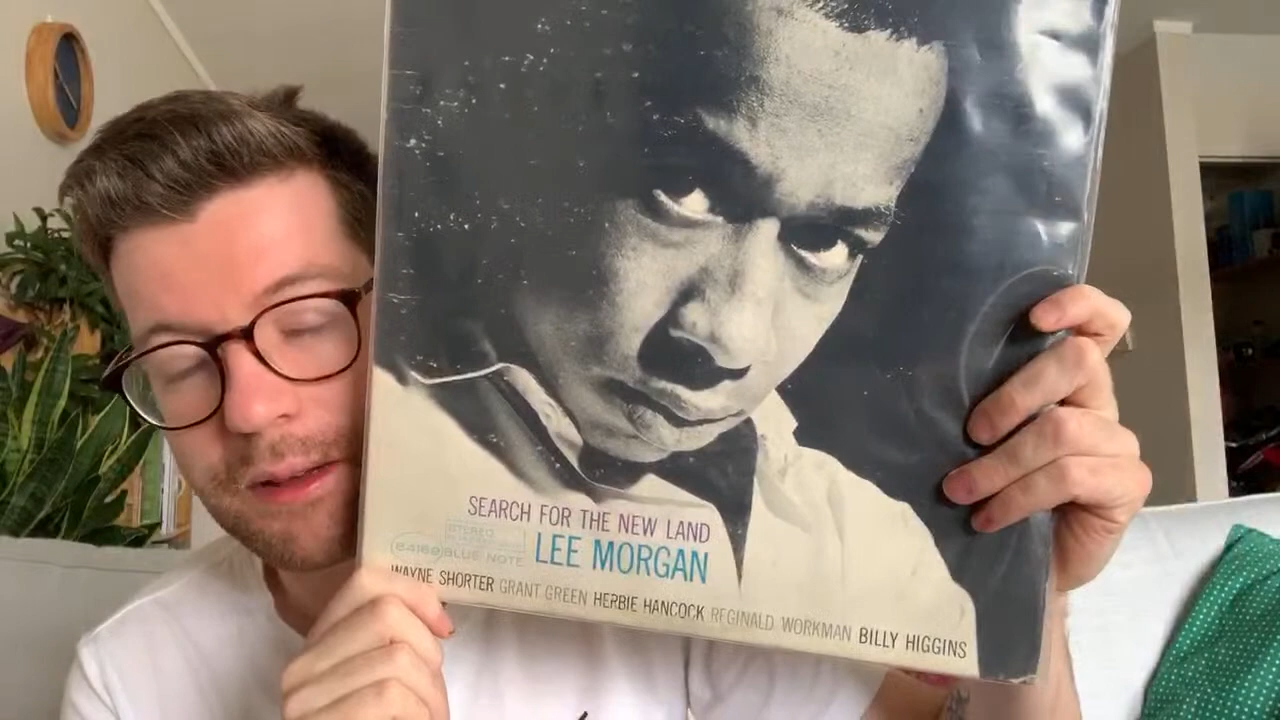 SEARCH FOR THE NEW LAND
STEREO
84169 BLUE NOTE
LEE MORGAN
WAYNE SHORTER GRANT GREEN HERBIE HANCOCK REGINALD WORKMAN BILLY HIGGINS